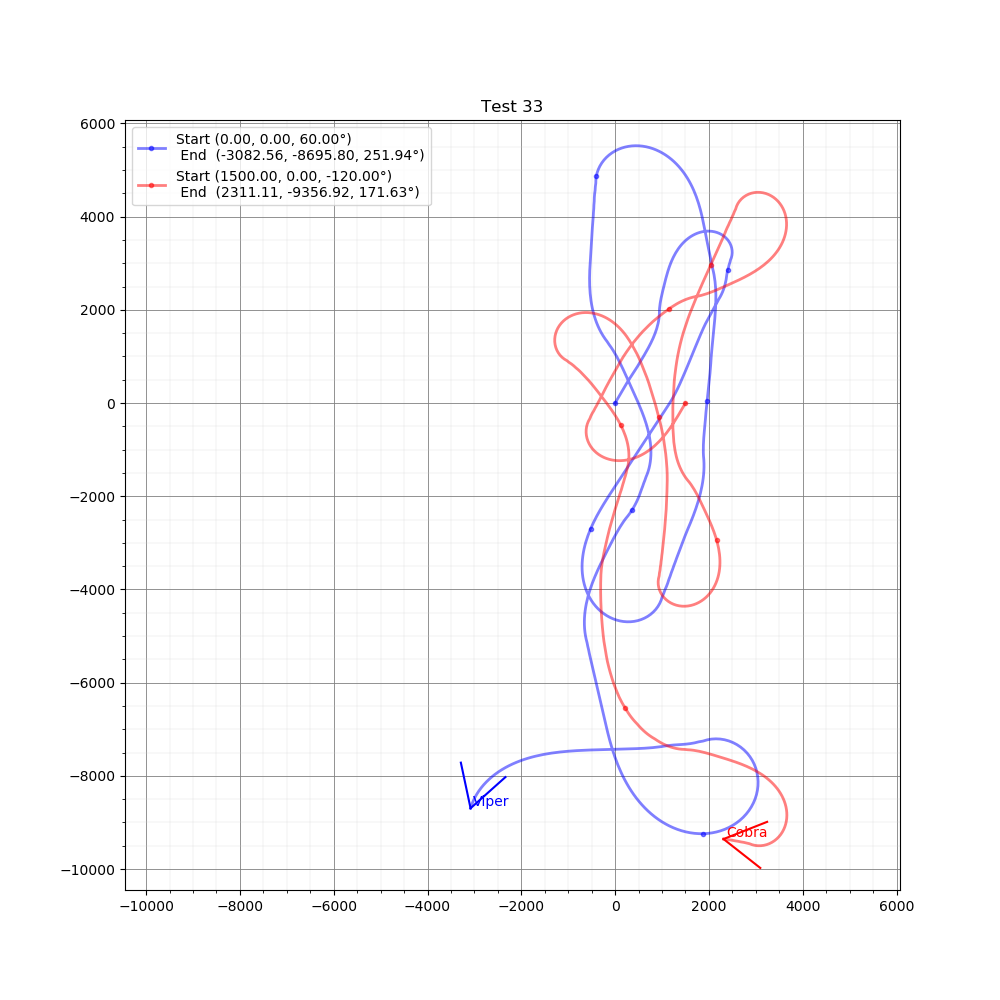 Test 33
Start (0.00, 0.00, 60.00°)
End (-3082.56, -8695.80, 251.94°)
Start (1500.00, 0.00, -120.00°)
End (2311.11, -9356.92, 171.63°)
6000
4000
2000
0
−2000
−4000
−6000
−8000
−10000
Viper
Cobra
−10000 −8000 −6000 −4000 −2000 0 2000 4000 6000